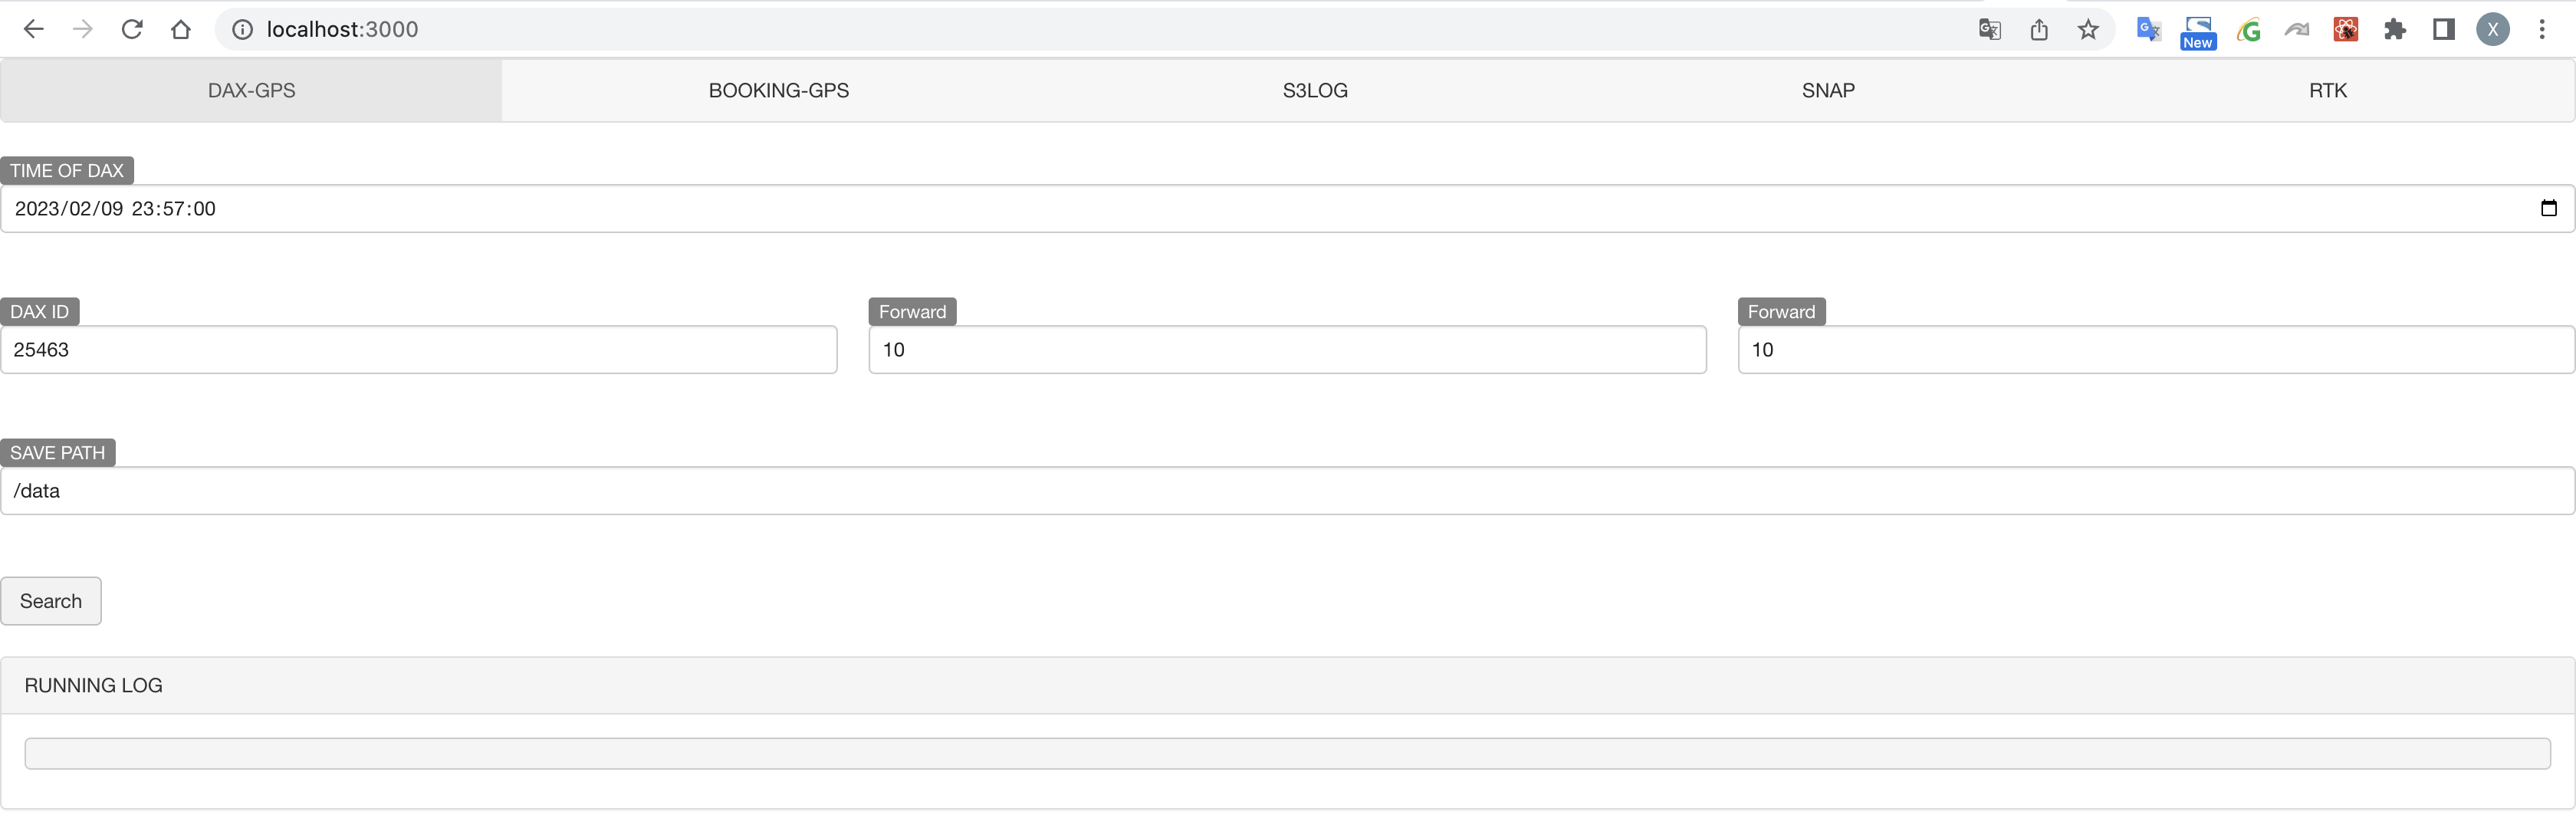 localhost:3000
New
X
DAX-GPS BOOKING-GPS S3LOG SNAP RTK
TIME OF DAX
2023/02/09 23:57:00
DAX ID Forward Forward
25463 10 10
SAVE PATH
/data
Search
RUNNING LOG